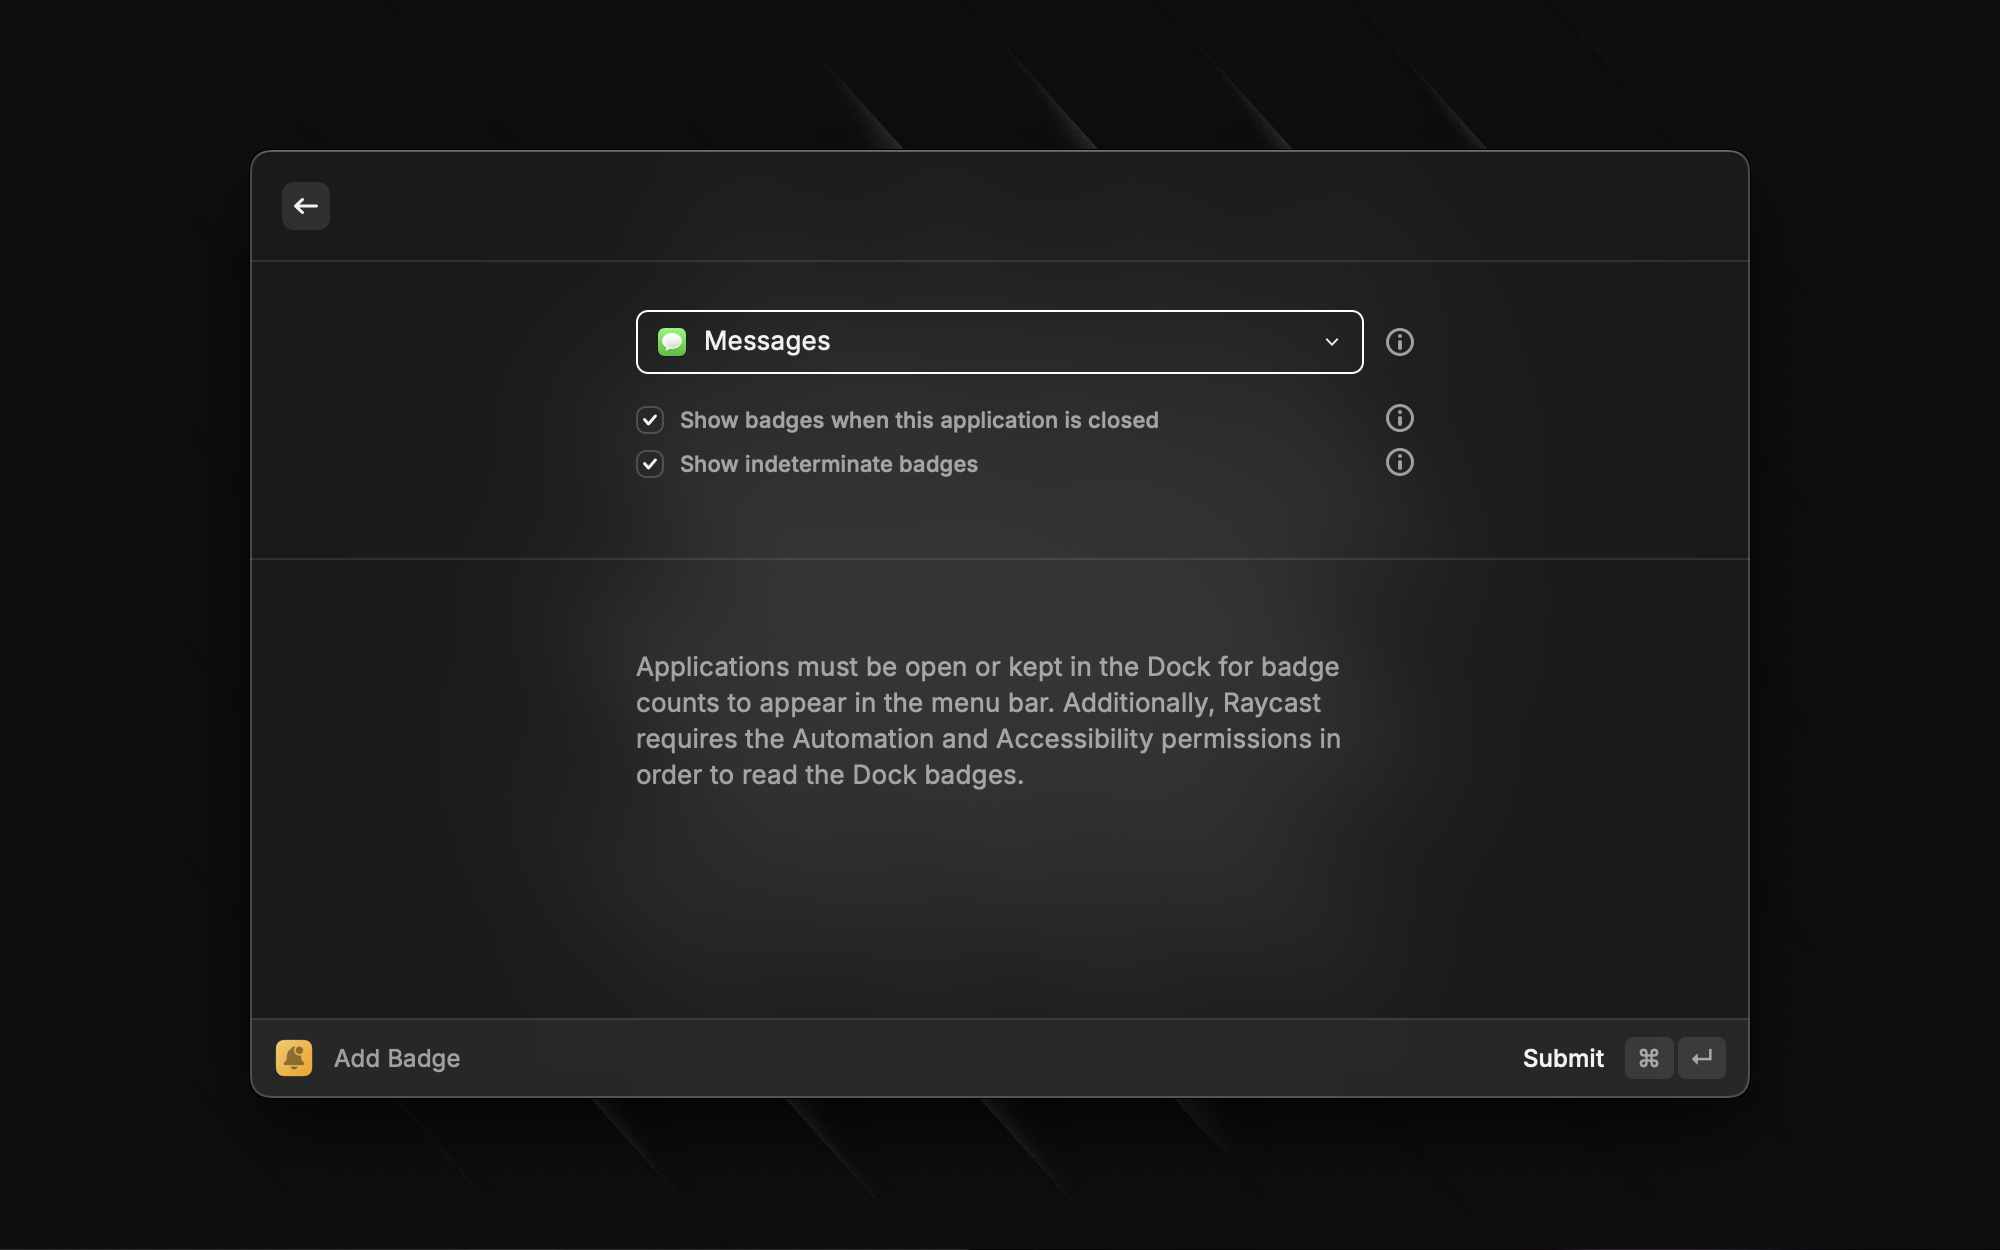 Messages
Show badges when this application is closed
Show indeterminate badges
Applications must be open or kept in the Dock for badge
counts to appear in the menu bar. Additionally, Raycast
requires the Automation and Accessibility permissions in
order to read the Dock badges.
Add Badge
Submit ⌘ ↵